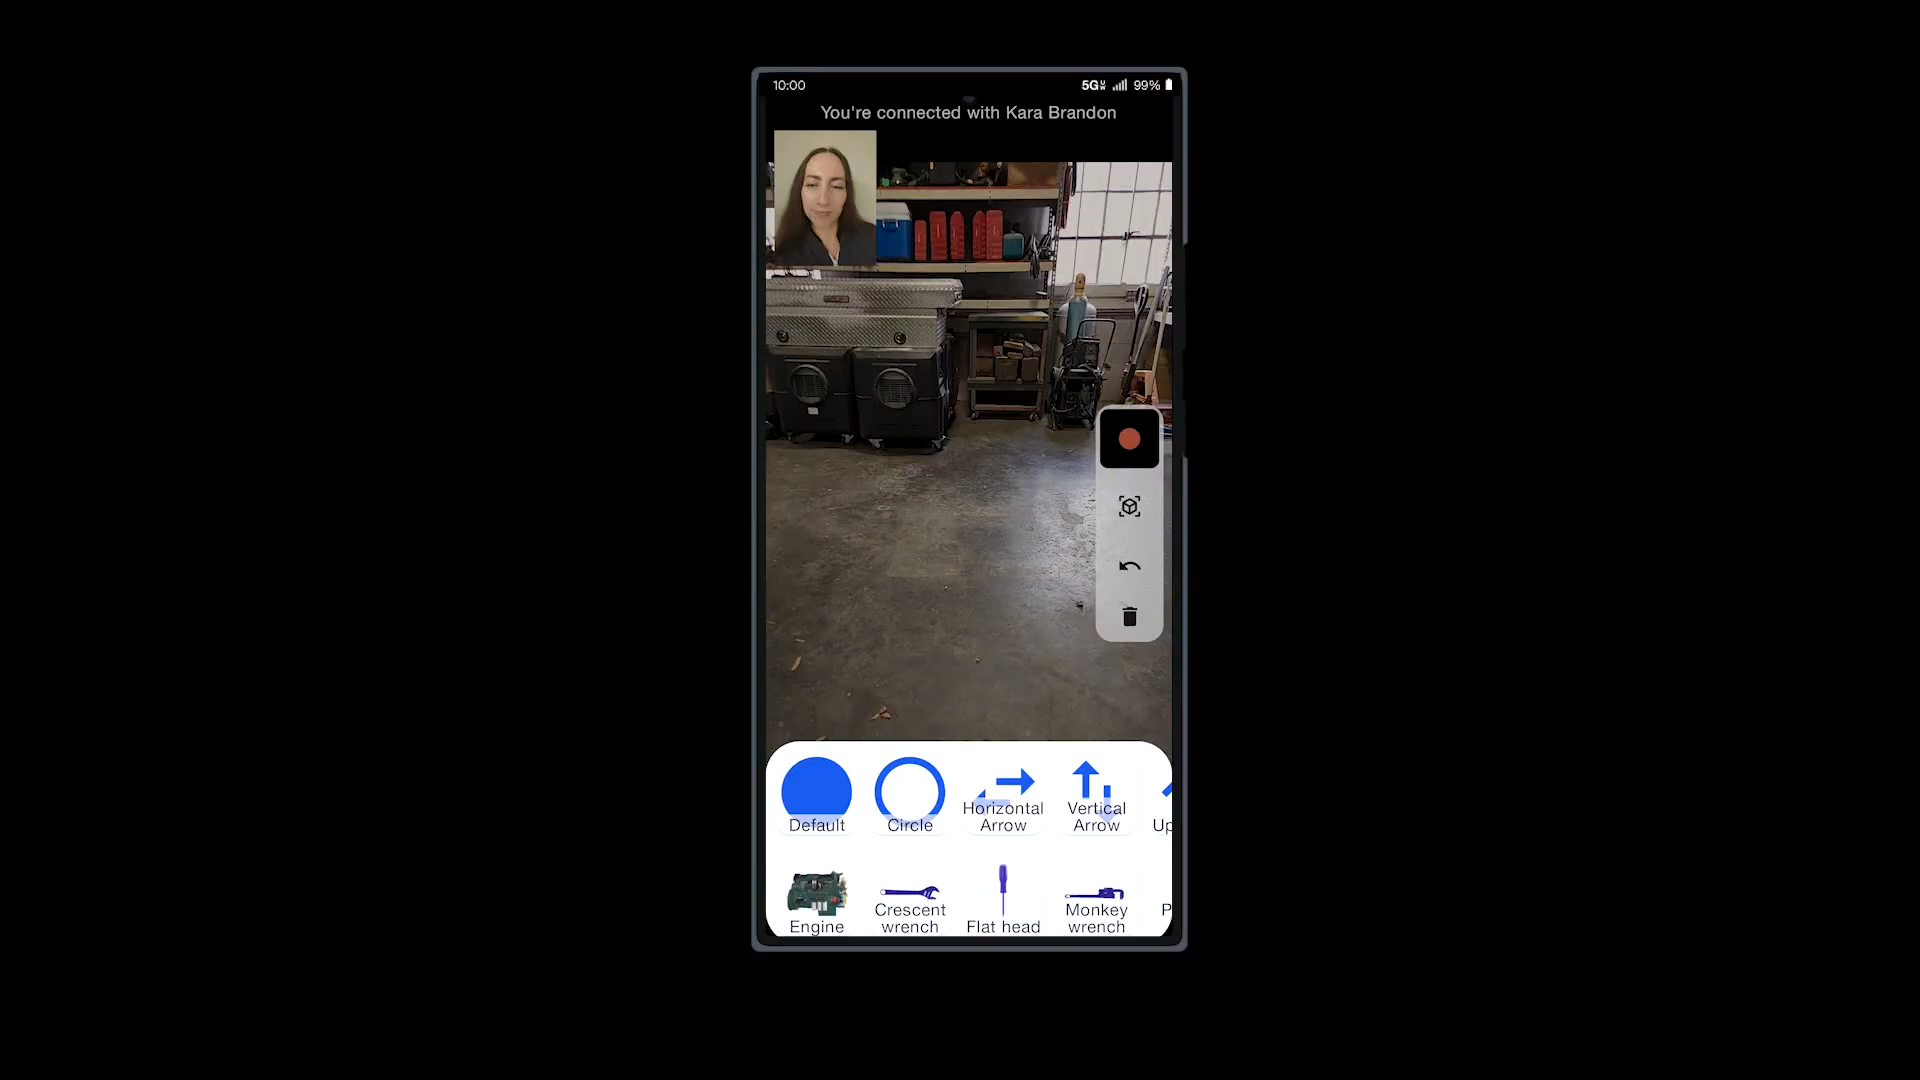 10:00
5G 99%
You're connected with Kara Brandon
Default
Circle
Horizontal
Arrow
Vertical
Arrow
Up
Engine
Crescent
wrench
Flat head
Monkey
wrench
P